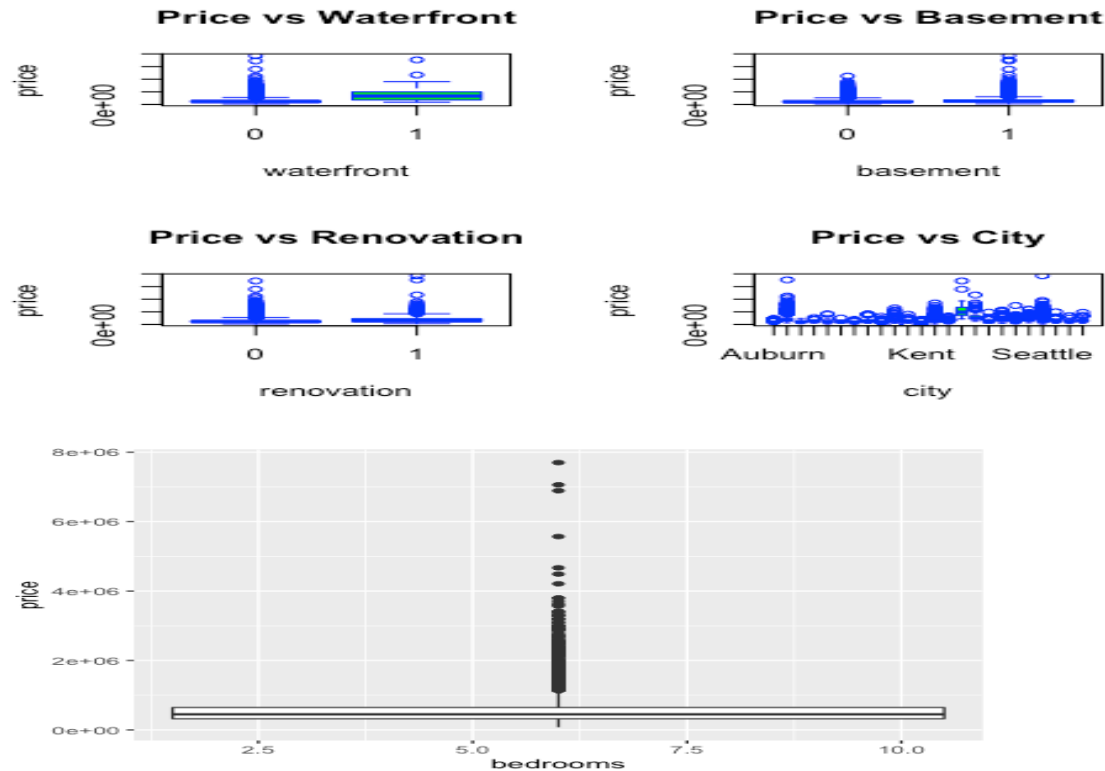 Price vs Waterfront
price
0e+00
0 1
waterfront
Price vs Basement
price
0e+00
0 1
basement
Price vs Renovation
price
0e+00
0 1
renovation
Price vs City
price
0e+00
Auburn Kent Seattle
city
8e+06
6e+06
price
4e+06
2e+06
0e+00
2.5 5.0 7.5 10.0
bedrooms